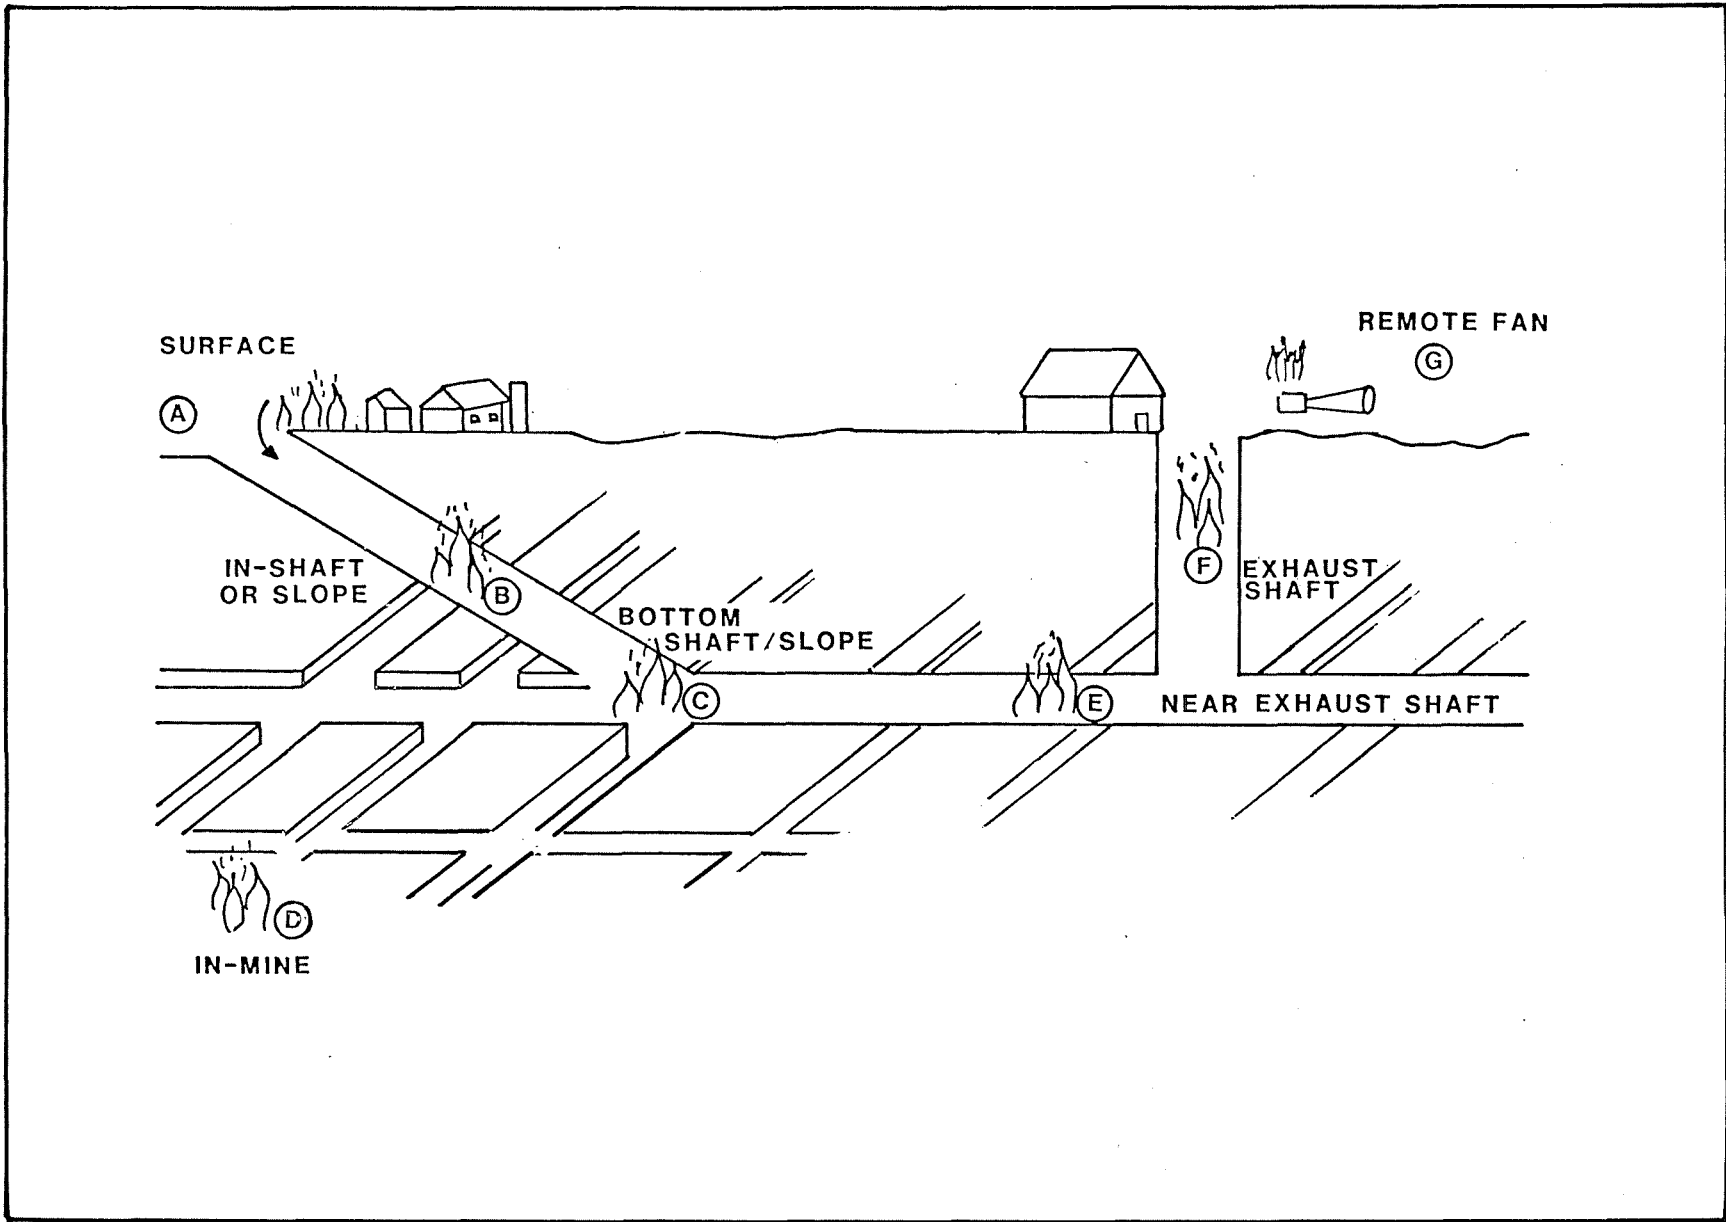 SURFACE
A
REMOTE FAN
G
IN-SHAFT
OR SLOPE
B
BOTTOM
SHAFT/SLOPE
C
F
EXHAUST
SHAFT
E
NEAR EXHAUST SHAFT
D
IN-MINE